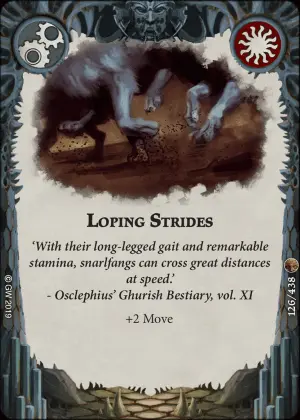 LOPING STRIDES
‘With their long-legged gait and remarkable
stamina, snarlfangs can cross great distances
at speed.’
- Osclephius’ Ghurish Bestiary, vol. XI
+2 Move
© GW 2019
126/438